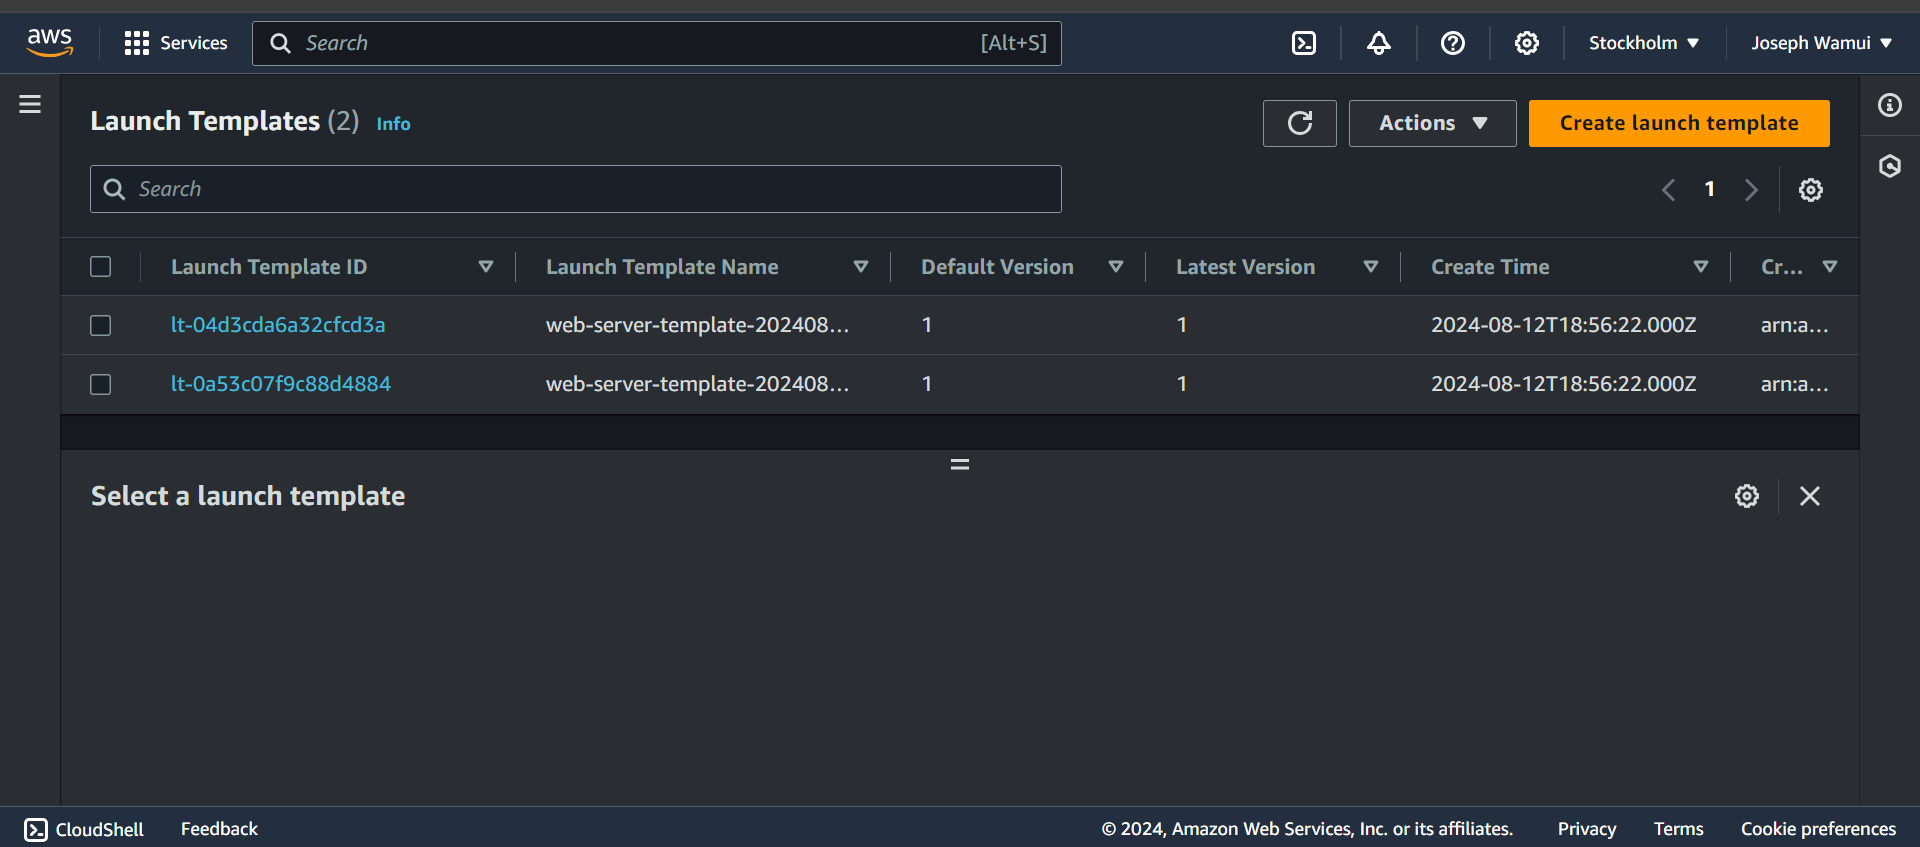 aws Services Search [Alt+S] Stockholm Joseph Wamui
Launch Templates (2) Info Actions Create launch template
Search 1
Launch Template ID Launch Template Name Default Version Latest Version Create Time Cr...
lt-04d3cda6a32cfcd3a web-server-template-202408... 1 1 2024-08-12T18:56:22.000Z arn:a...
lt-0a53c07f9c88d4884 web-server-template-202408... 1 1 2024-08-12T18:56:22.000Z arn:a...
Select a launch template
CloudShell Feedback © 2024, Amazon Web Services, Inc. or its affiliates. Privacy Terms Cookie preferences